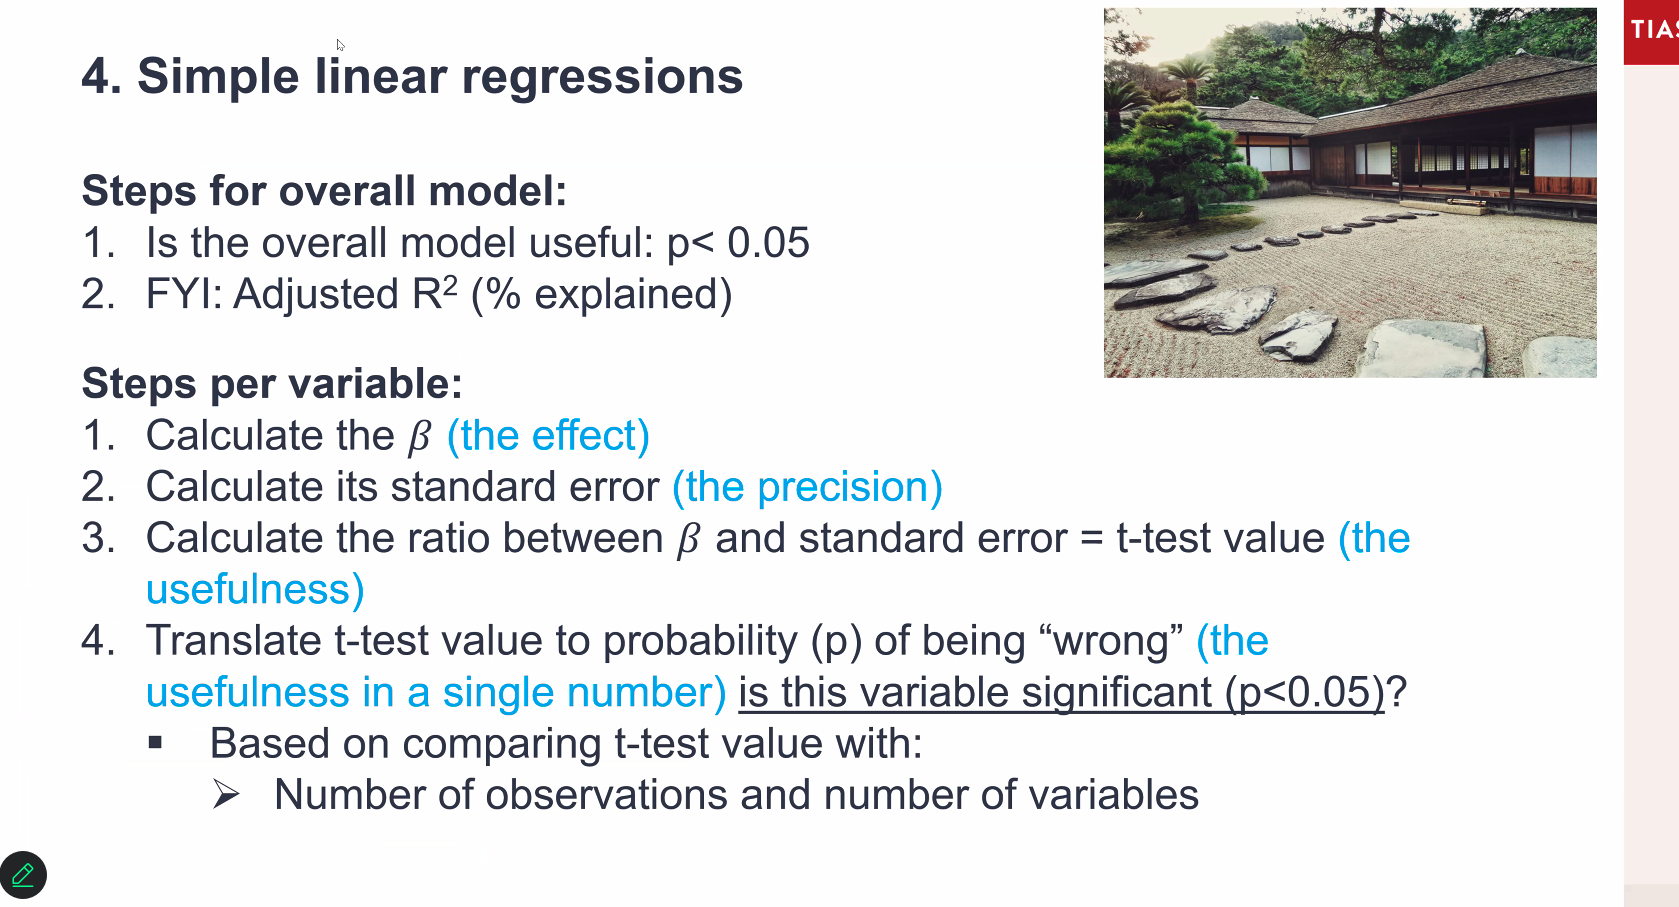 TIAS
4. Simple linear regressions
Steps for overall model:
1. Is the overall model useful: p< 0.05
2. FYI: Adjusted R² (% explained)
Steps per variable:
1. Calculate the β (the effect)
2. Calculate its standard error (the precision)
3. Calculate the ratio between β and standard error = t-test value (the
usefulness)
4. Translate t-test value to probability (p) of being “wrong” (the
usefulness in a single number) is this variable significant (p<0.05)?
▪ Based on comparing t-test value with:
➢ Number of observations and number of variables